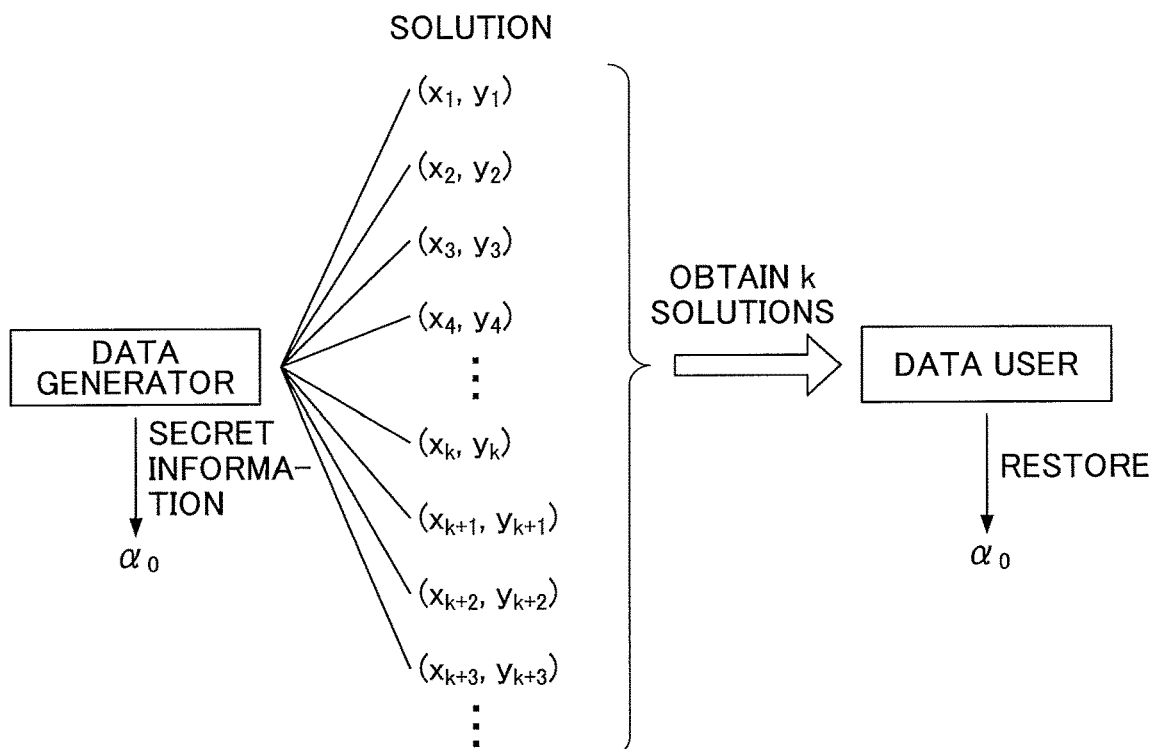 SOLUTION
(x₁, y₁)
(x₂, y₂)
(x₃, y₃)
(x₄, y₄)
(xₖ, yₖ)
(xₖ₊₁, yₖ₊₁)
(xₖ₊₂, yₖ₊₂)
(xₖ₊₃, yₖ₊₃)
DATA
GENERATOR
SECRET
INFORMA-
TION
α₀
OBTAIN k
SOLUTIONS
DATA USER
RESTORE
α₀